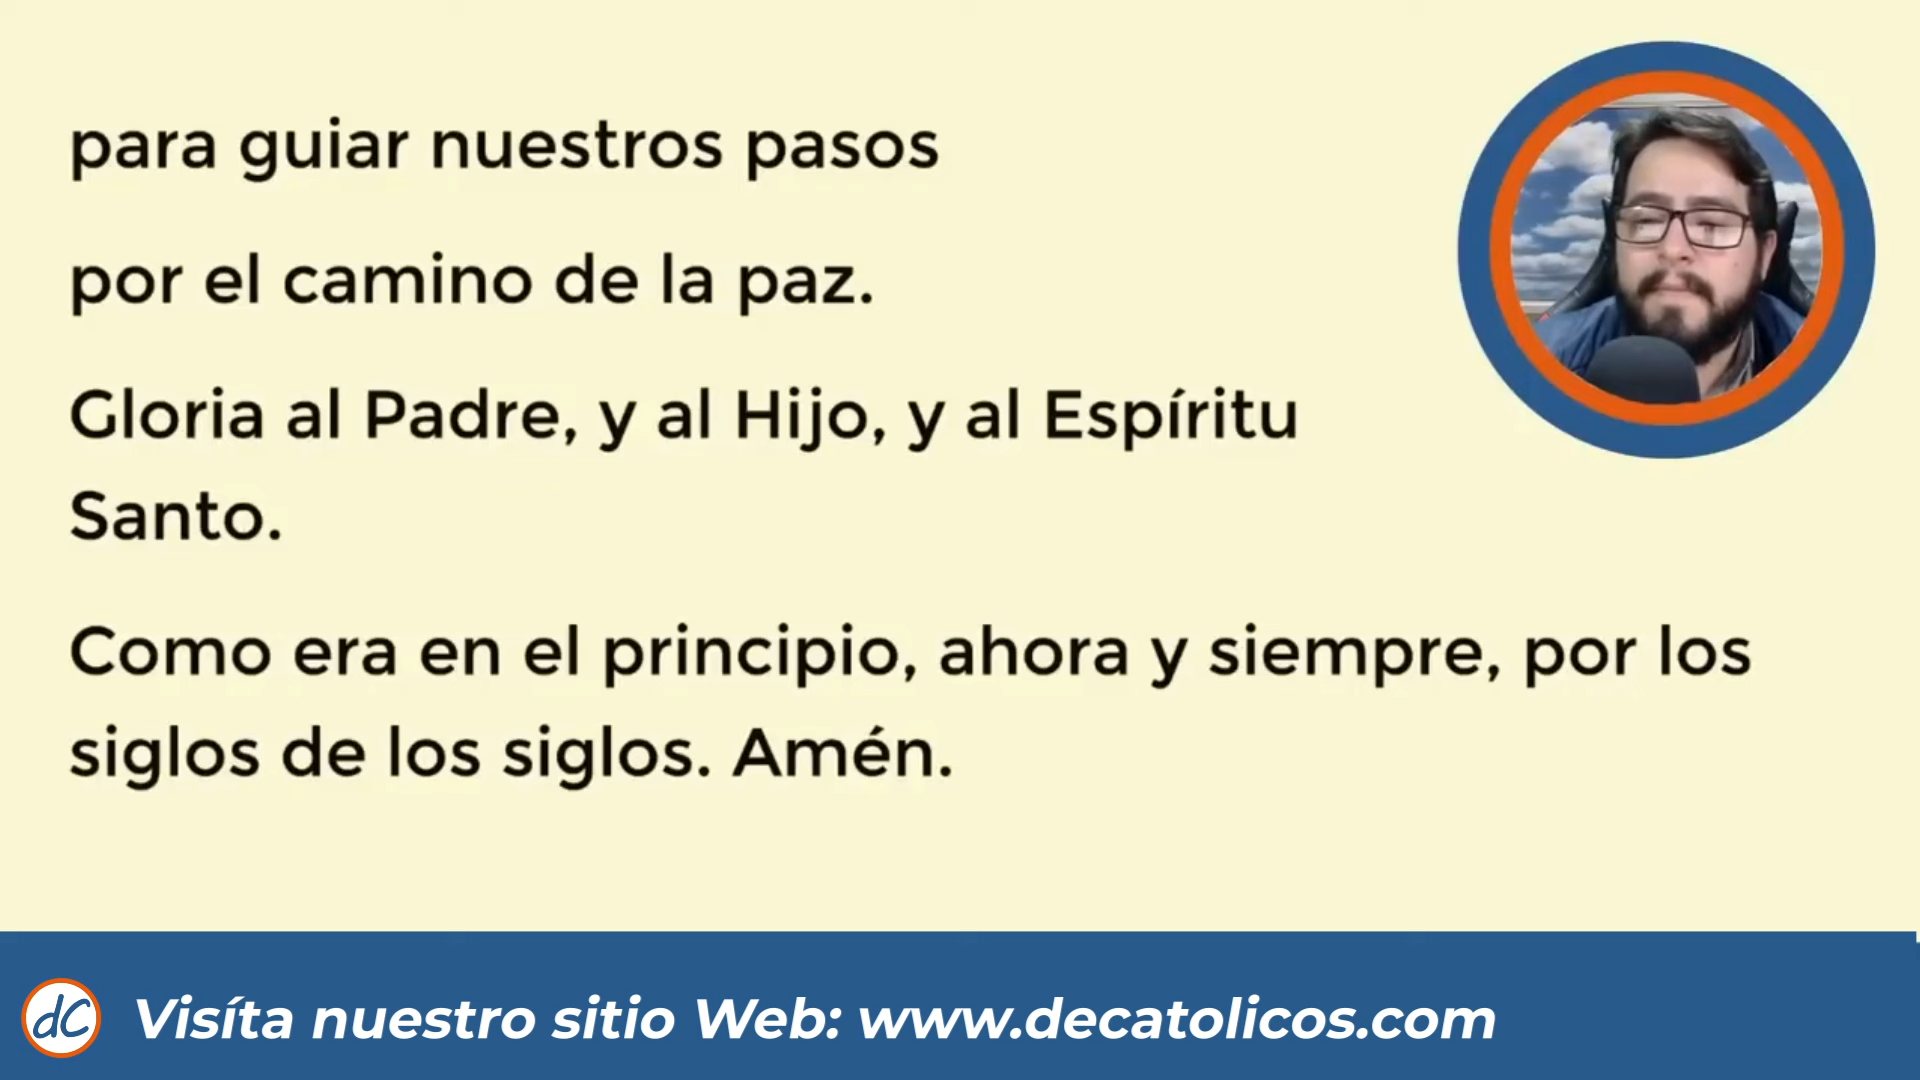 para guiar nuestros pasos
por el camino de la paz.
Gloria al Padre, y al Hijo, y al Espíritu
Santo.
Como era en el principio, ahora y siempre, por los
siglos de los siglos. Amén.
dC Visíta nuestro sitio Web: www.decatolicos.com